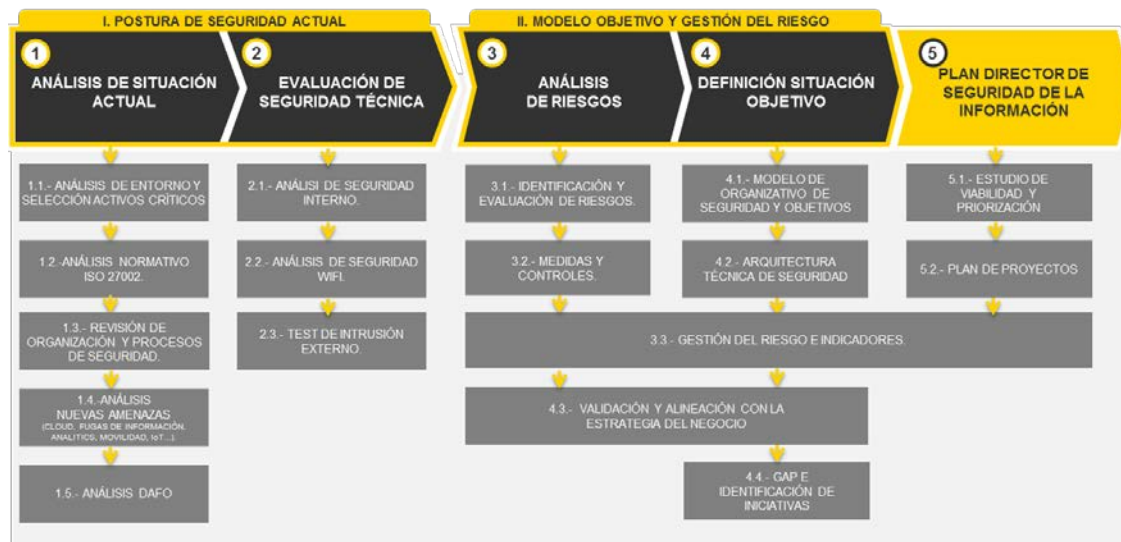 I. POSTURA DE SEGURIDAD ACTUAL
II. MODELO OBJETIVO Y GESTIÓN DEL RIESGO
1
ANÁLISIS DE SITUACIÓN
ACTUAL
2
EVALUACIÓN DE
SEGURIDAD TÉCNICA
3
ANÁLISIS
DE RIESGOS
4
DEFINICIÓN SITUACIÓN
OBJETIVO
5
PLAN DIRECTOR DE
SEGURIDAD DE LA
INFORMACIÓN
1.1.- ANÁLISIS DE ENTORNO Y
SELECCIÓN ACTIVOS CRÍTICOS
1.2.-ANÁLISIS NORMATIVO
ISO 27002.
1.3.- REVISIÓN DE
ORGANIZACIÓN Y PROCESOS
DE SEGURIDAD.
1.4.-ANÁLISIS
NUEVAS AMENAZAS
(CLOUD, FUGAS DE INFORMACIÓN,
ANALITICS, MOVILIDAD, IoT...)
1.5.- ANÁLISIS DAFO
2.1.- ANÁLISI DE SEGURIDAD
INTERNO.
2.2.- ANÁLISIS DE SEGURIDAD
WIFI.
2.3.- TEST DE INTRUSIÓN
EXTERNO.
3.1.- IDENTIFICACIÓN Y
EVALUACIÓN DE RIESGOS.
3.2.- MEDIDAS Y
CONTROLES.
4.1.- MODELO DE
ORGANIZATIVO DE
SEGURIDAD Y OBJETIVOS
4.2.- ARQUITECTURA
TÉCNICA DE SEGURIDAD
5.1.- ESTUDIO DE
VIABILIDAD Y
PRIORIZACIÓN
5.2.- PLAN DE PROYECTOS
3.3.- GESTIÓN DEL RIESGO E INDICADORES.
4.3.- VALIDACIÓN Y ALINEACIÓN CON LA
ESTRATEGIA DEL NEGOCIO
4.4.- GAP E
IDENTIFICACIÓN DE
INICIATIVAS